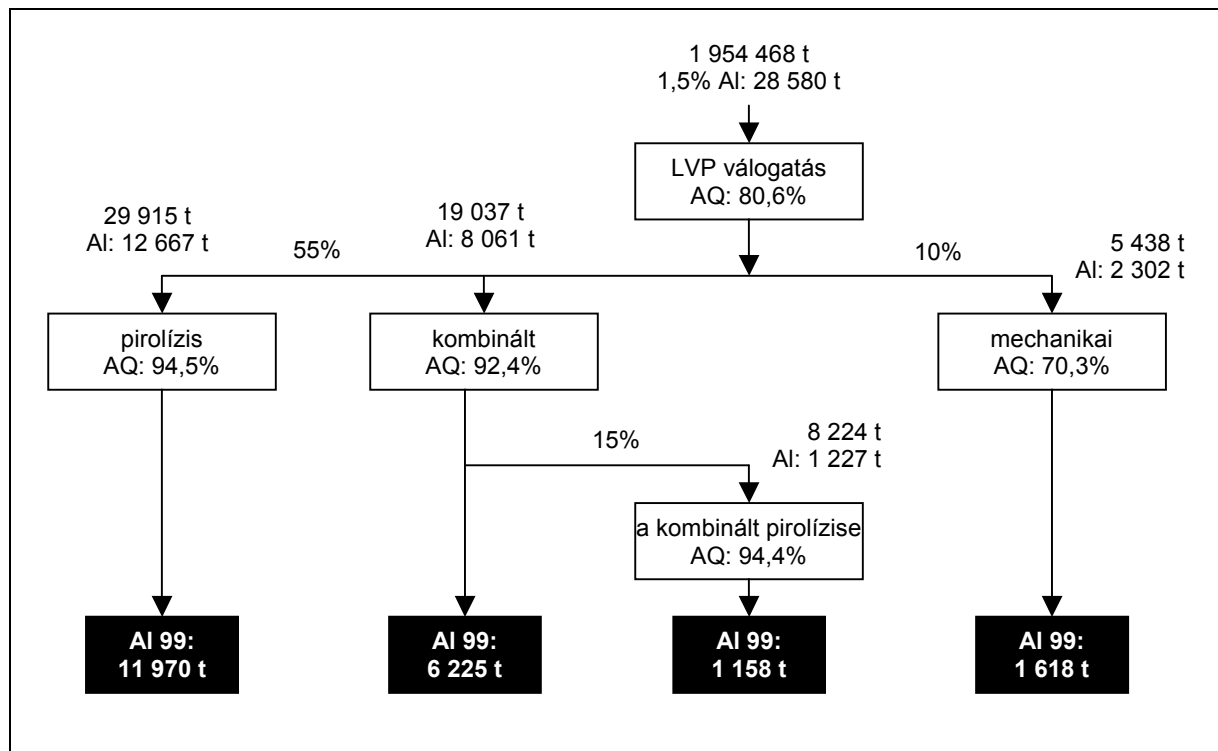 1 954 468 t
1,5% Al: 28 580 t
LVP válogatás
AQ: 80,6%
29 915 t
Al: 12 667 t
55%
19 037 t
Al: 8 061 t
10%
5 438 t
Al: 2 302 t
pirolízis
AQ: 94,5%
kombinált
AQ: 92,4%
mechanikai
AQ: 70,3%
15%
8 224 t
Al: 1 227 t
a kombinált pirolízise
AQ: 94,4%
Al 99:
11 970 t
Al 99:
6 225 t
Al 99:
1 158 t
Al 99:
1 618 t